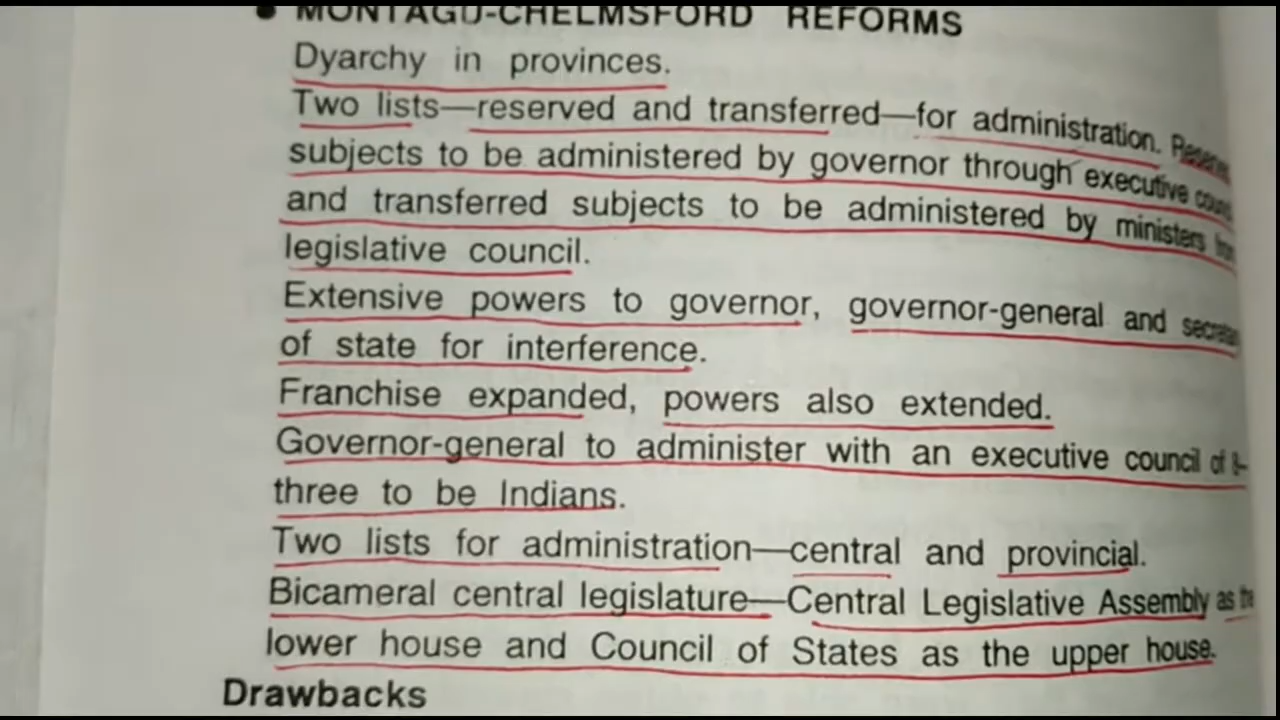 ● MONTAGU-CHELMSFORD REFORMS
Dyarchy in provinces.
Two lists—reserved and transferred—for administration.
subjects to be administered by governor through executive
and transferred subjects to be administered by ministers
legislative council.
Extensive powers to governor, governor-general and
of state for interference.
Franchise expanded, powers also extended.
Governor-general to administer with an executive council of 8—
three to be Indians.
Two lists for administration—central and provincial.
Bicameral central legislature—Central Legislative Assembly as the
lower house and Council of States as the upper house.
Drawbacks